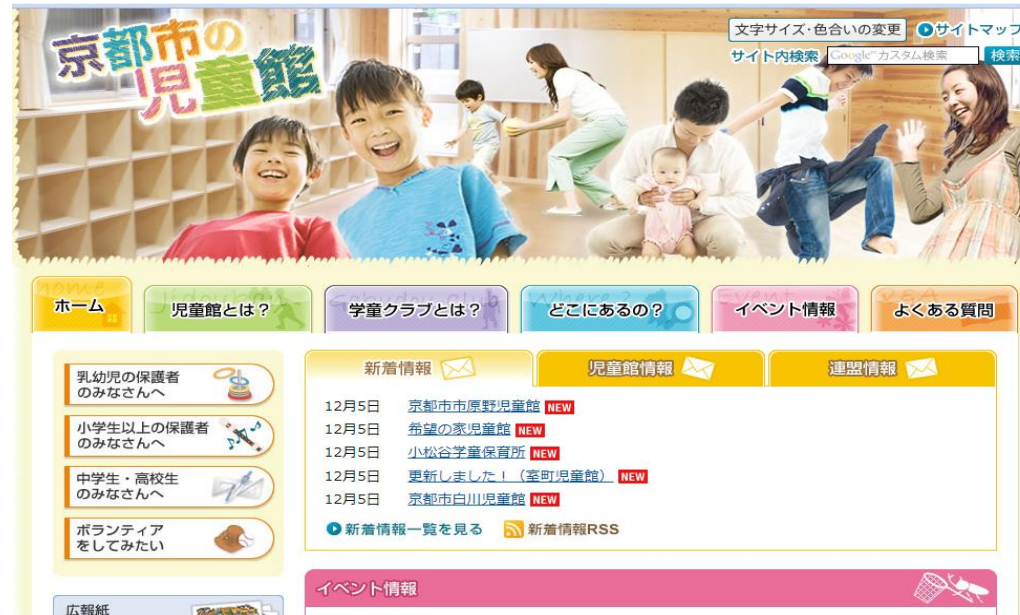 京都市の
児童館
文字サイズ・色合いの変更
サイトマップ
サイト内検索
Google™カスタム検索
検索
ホーム
児童館とは？
学童クラブとは？
どこにあるの？
イベント情報
よくある質問
乳幼児の保護者
のみなさんへ
小学生以上の保護者
のみなさんへ
中学生・高校生
のみなさんへ
ボランティア
をしてみたい
広報紙
新着情報
児童館情報
連盟情報
12月5日 京都市市原野児童館 NEW
12月5日 希望の家児童館 NEW
12月5日 小松谷学童保育所 NEW
12月5日 更新しました！（室町児童館） NEW
12月5日 京都市白川児童館 NEW
新着情報一覧を見る 新着情報RSS
イベント情報